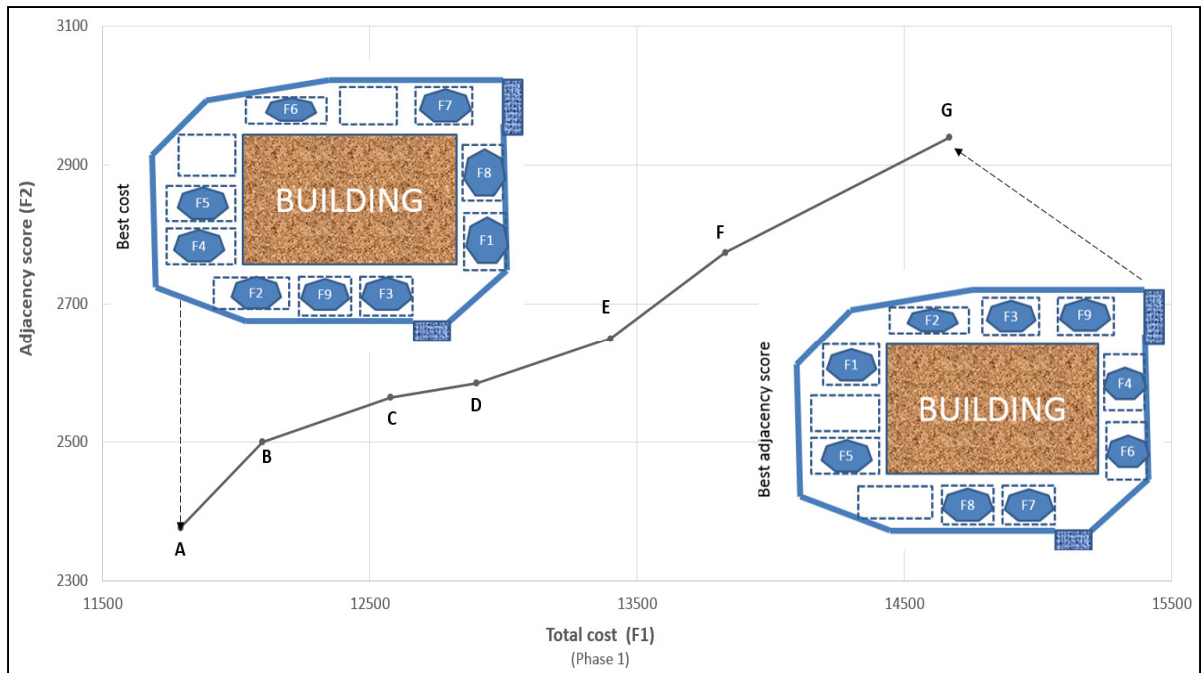 3100
2900
2700
2500
2300
Adjacency score (F2)
Best cost
F6
F7
F8
F5
F4
F1
F2
F9
F3
BUILDING
A
B
C
D
E
F
G
Best adjacency score
F2
F3
F9
F1
F4
F5
F6
F8
F7
BUILDING
11500
12500
13500
14500
15500
Total cost (F1)
(Phase 1)